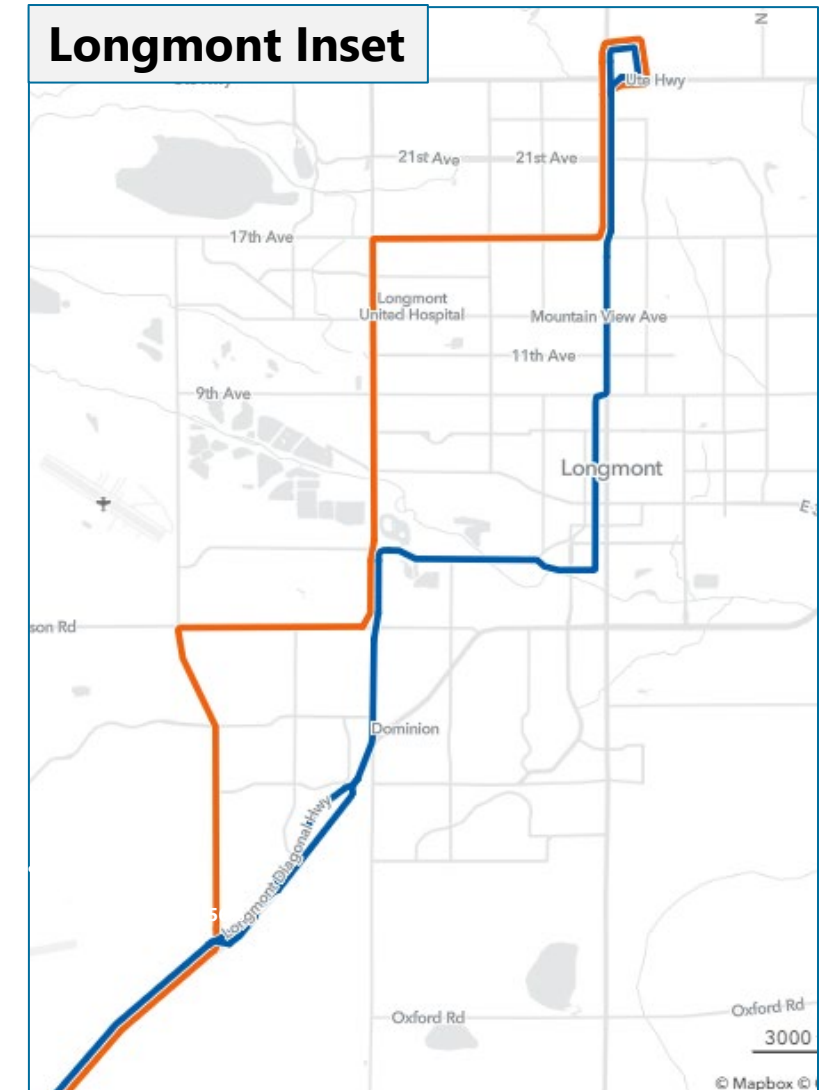 Longmont Inset
N
Ute Hwy
21st Ave
21st Ave
17th Ave
Longmont
United Hospital
Mountain View Ave
11th Ave
9th Ave
Longmont
son Rd
Dominion
Longmont Diagonal Hwy
Oxford Rd
Oxford Rd
3000
© Mapbox ©